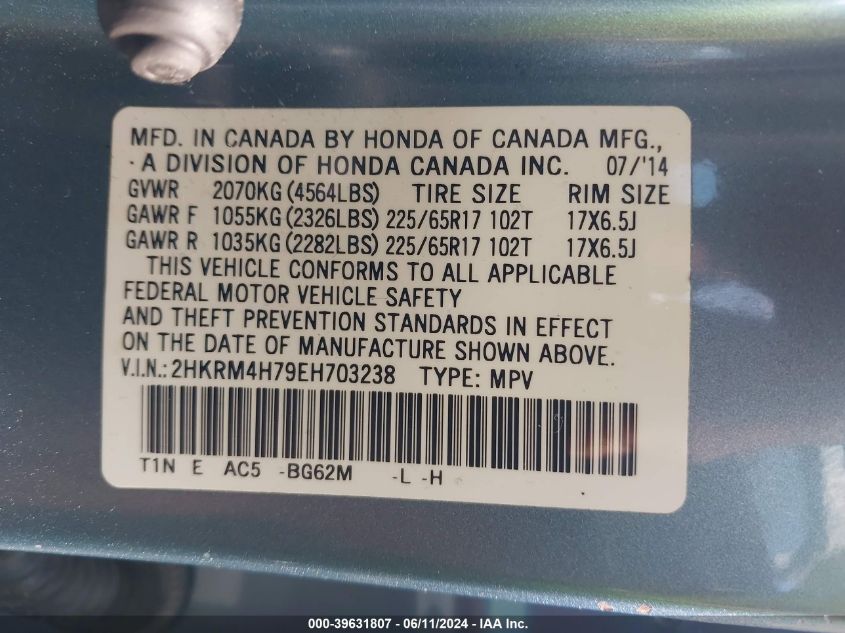 MFD. IN CANADA BY HONDA OF CANADA MFG.,
A DIVISION OF HONDA CANADA INC. 07/'14
GVWR 2070KG (4564LBS) TIRE SIZE RIM SIZE
GAWR F 1055KG (2326LBS) 225/65R17 102T 17X6.5J
GAWR R 1035KG (2282LBS) 225/65R17 102T 17X6.5J
THIS VEHICLE CONFORMS TO ALL APPLICABLE
FEDERAL MOTOR VEHICLE SAFETY
AND THEFT PREVENTION STANDARDS IN EFFECT
ON THE DATE OF MANUFACTURE SHOWN ABOVE.
V.I.N.: 2HKRM4H79EH703238 TYPE: MPV
T1N E AC5 -BG62M -L -H
000-39631807 - 06/11/2024 - IAA Inc.